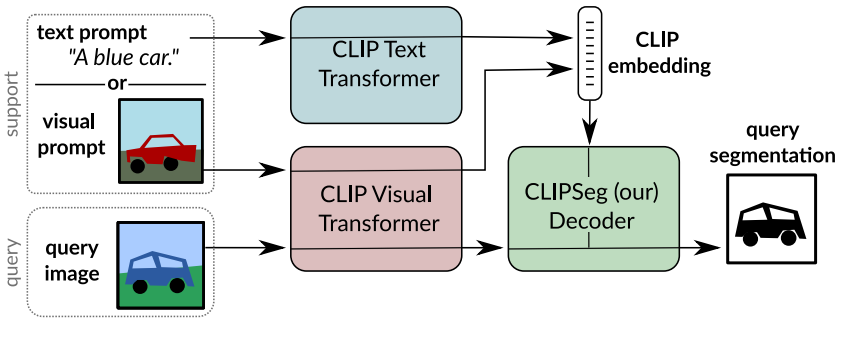 support
text prompt
"A blue car."
or
visual
prompt
query
query
image
CLIP Text
Transformer
CLIP Visual
Transformer
CLIP
embedding
CLIPSeg (our)
Decoder
query
segmentation